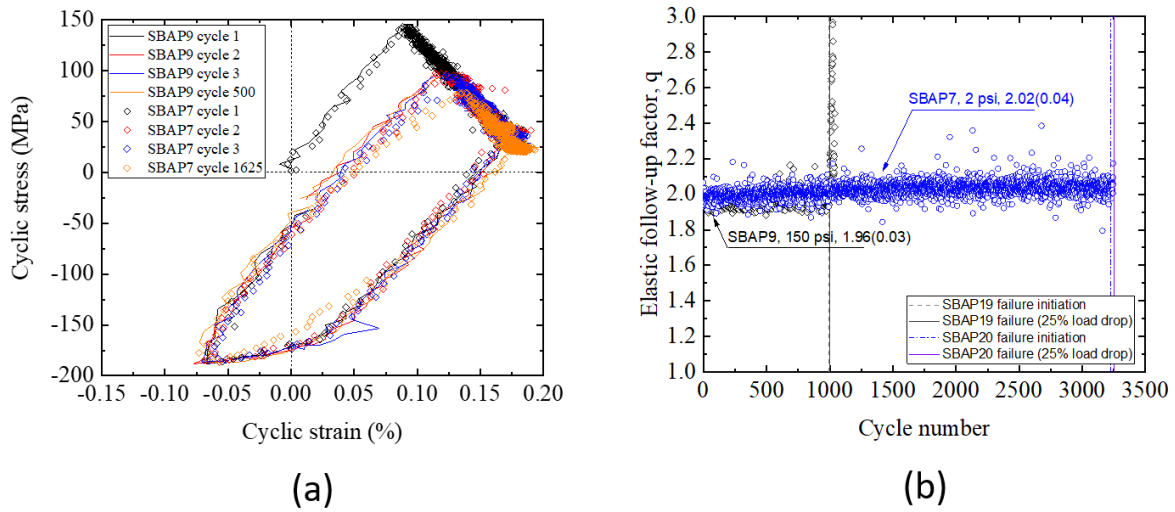 SBAP9 cycle 1
SBAP9 cycle 2
SBAP9 cycle 3
SBAP9 cycle 500
SBAP7 cycle 1
SBAP7 cycle 2
SBAP7 cycle 3
SBAP7 cycle 1625
150
100
50
0
-50
-100
-150
-200
-0.15
-0.10
-0.05
0.00
0.05
0.10
0.15
0.20
Cyclic stress (MPa)
Cyclic strain (%)
(a)
3.0
2.8
2.6
2.4
2.2
2.0
1.8
1.6
1.4
1.2
1.0
0
500
1000
1500
2000
2500
3000
3500
Elastic follow-up factor, q
Cycle number
SBAP7, 2 psi, 2.02(0.04)
SBAP9, 150 psi, 1.96(0.03)
SBAP19 failure initiation
SBAP19 failure (25% load drop)
SBAP20 failure initiation
SBAP20 failure (25% load drop)
(b)